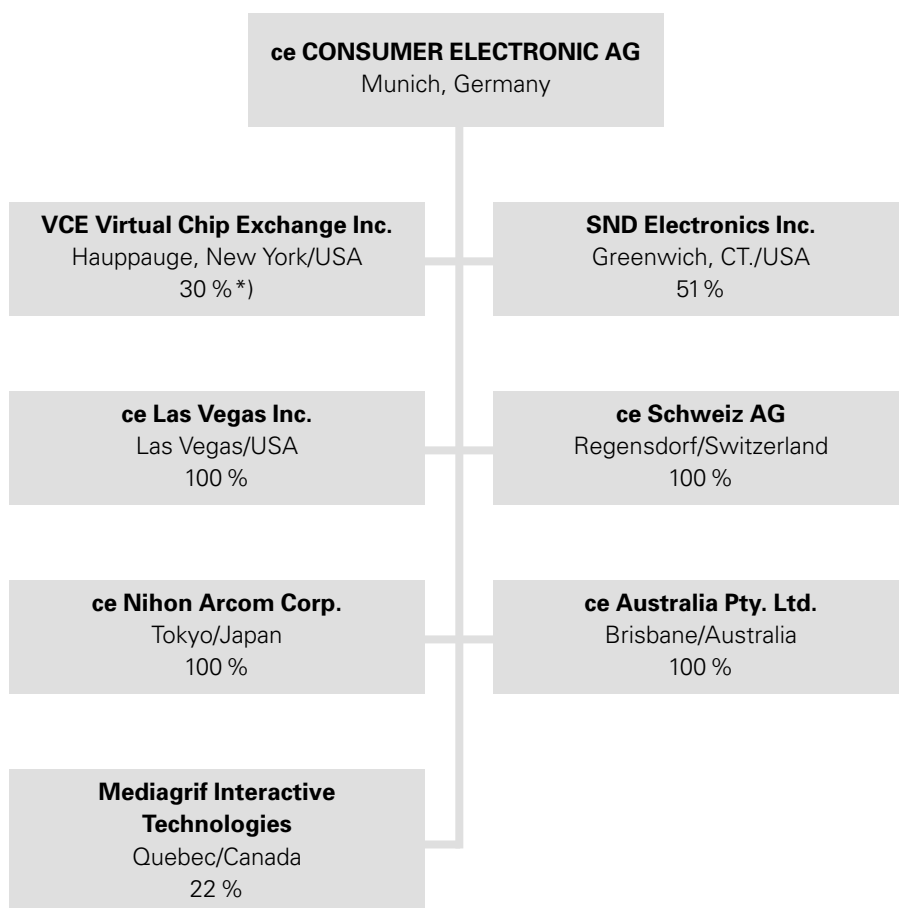 ce CONSUMER ELECTRONIC AG
Munich, Germany
VCE Virtual Chip Exchange Inc.
Hauppauge, New York/USA
30 %*)
SND Electronics Inc.
Greenwich, CT./USA
51 %
ce Las Vegas Inc.
Las Vegas/USA
100 %
ce Schweiz AG
Regensdorf/Switzerland
100 %
ce Nihon Arcom Corp.
Tokyo/Japan
100 %
ce Australia Pty. Ltd.
Brisbane/Australia
100 %
Mediagrif Interactive
Technologies
Quebec/Canada
22 %